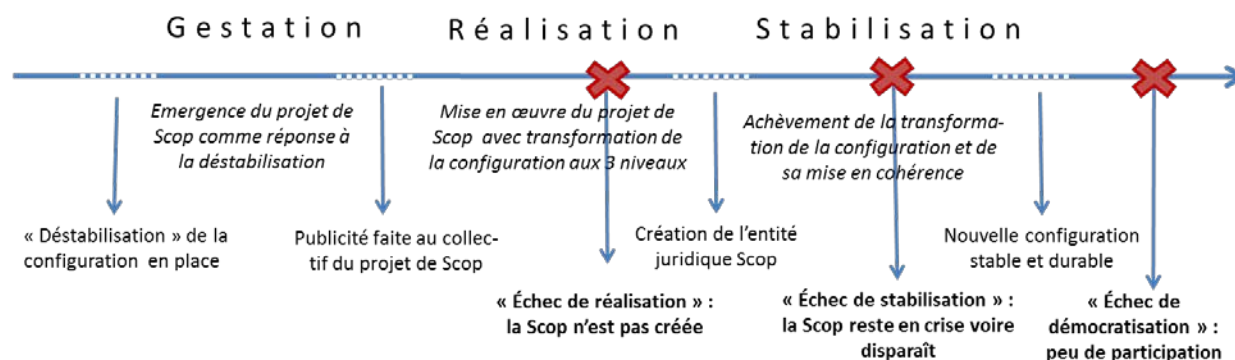 Gestation Réalisation Stabilisation
Emergence du projet de
Scop comme réponse à
la déstabilisation
Mise en œuvre du projet de
Scop avec transformation de
la configuration aux 3 niveaux
Achèvement de la transforma-
tion de la configuration et de
sa mise en cohérence
« Déstabilisation » de la
configuration en place
Publicité faite au collec-
tif du projet de Scop
Création de l'entité
juridique Scop
Nouvelle configuration
stable et durable
« Échec de réalisation » :
la Scop n'est pas créée
« Échec de stabilisation » :
la Scop reste en crise voire
disparaît
« Échec de
démocratisation » :
peu de participation